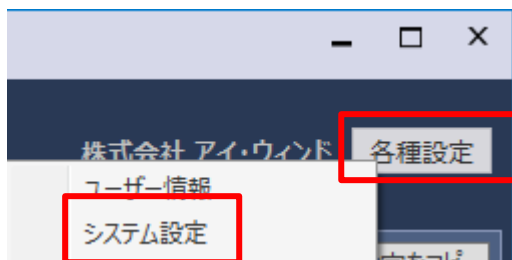 株式会社 アイ・ウィンド 各種設定
ユーザー情報
システム設定